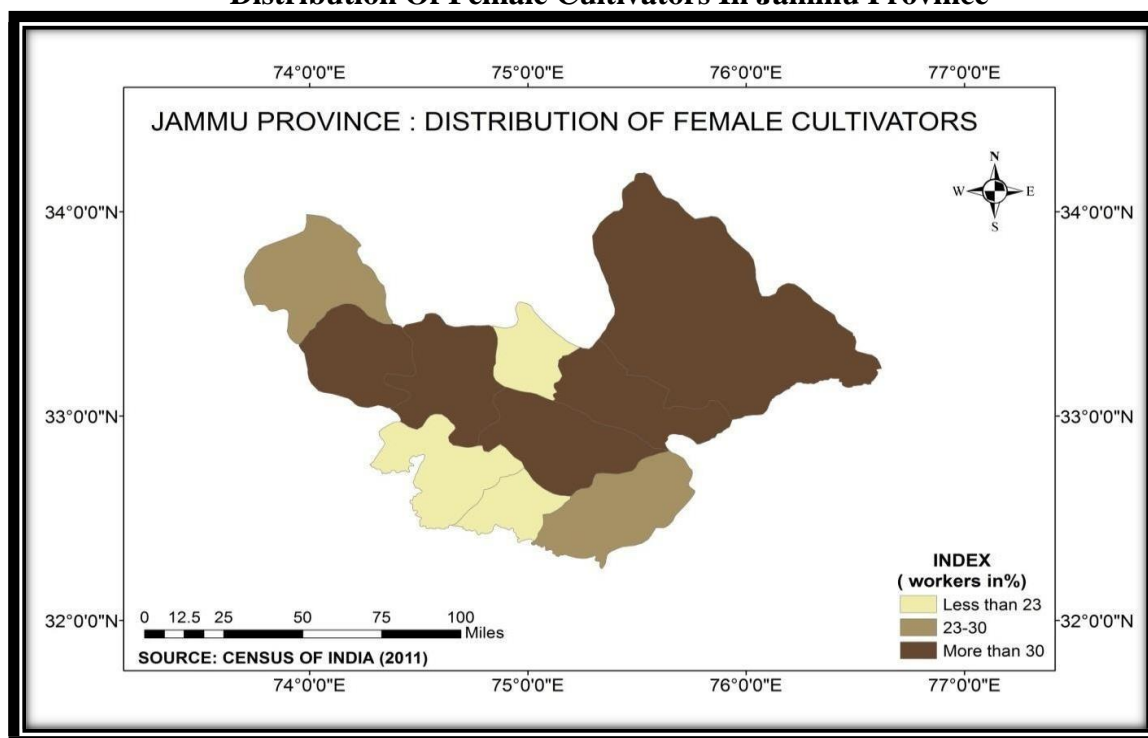 Distribution Of Female Cultivators In Jammu Province
74°0'0"E 75°0'0"E 76°0'0"E 77°0'0"E
JAMMU PROVINCE : DISTRIBUTION OF FEMALE CULTIVATORS
N
W E
S
34°0'0"N 34°0'0"N
33°0'0"N 33°0'0"N
INDEX
( workers in%)
Less than 23
23-30
More than 30
0 12.5 25 50 75 100
Miles
32°0'0"N 32°0'0"N
SOURCE: CENSUS OF INDIA (2011)
74°0'0"E 75°0'0"E 76°0'0"E 77°0'0"E